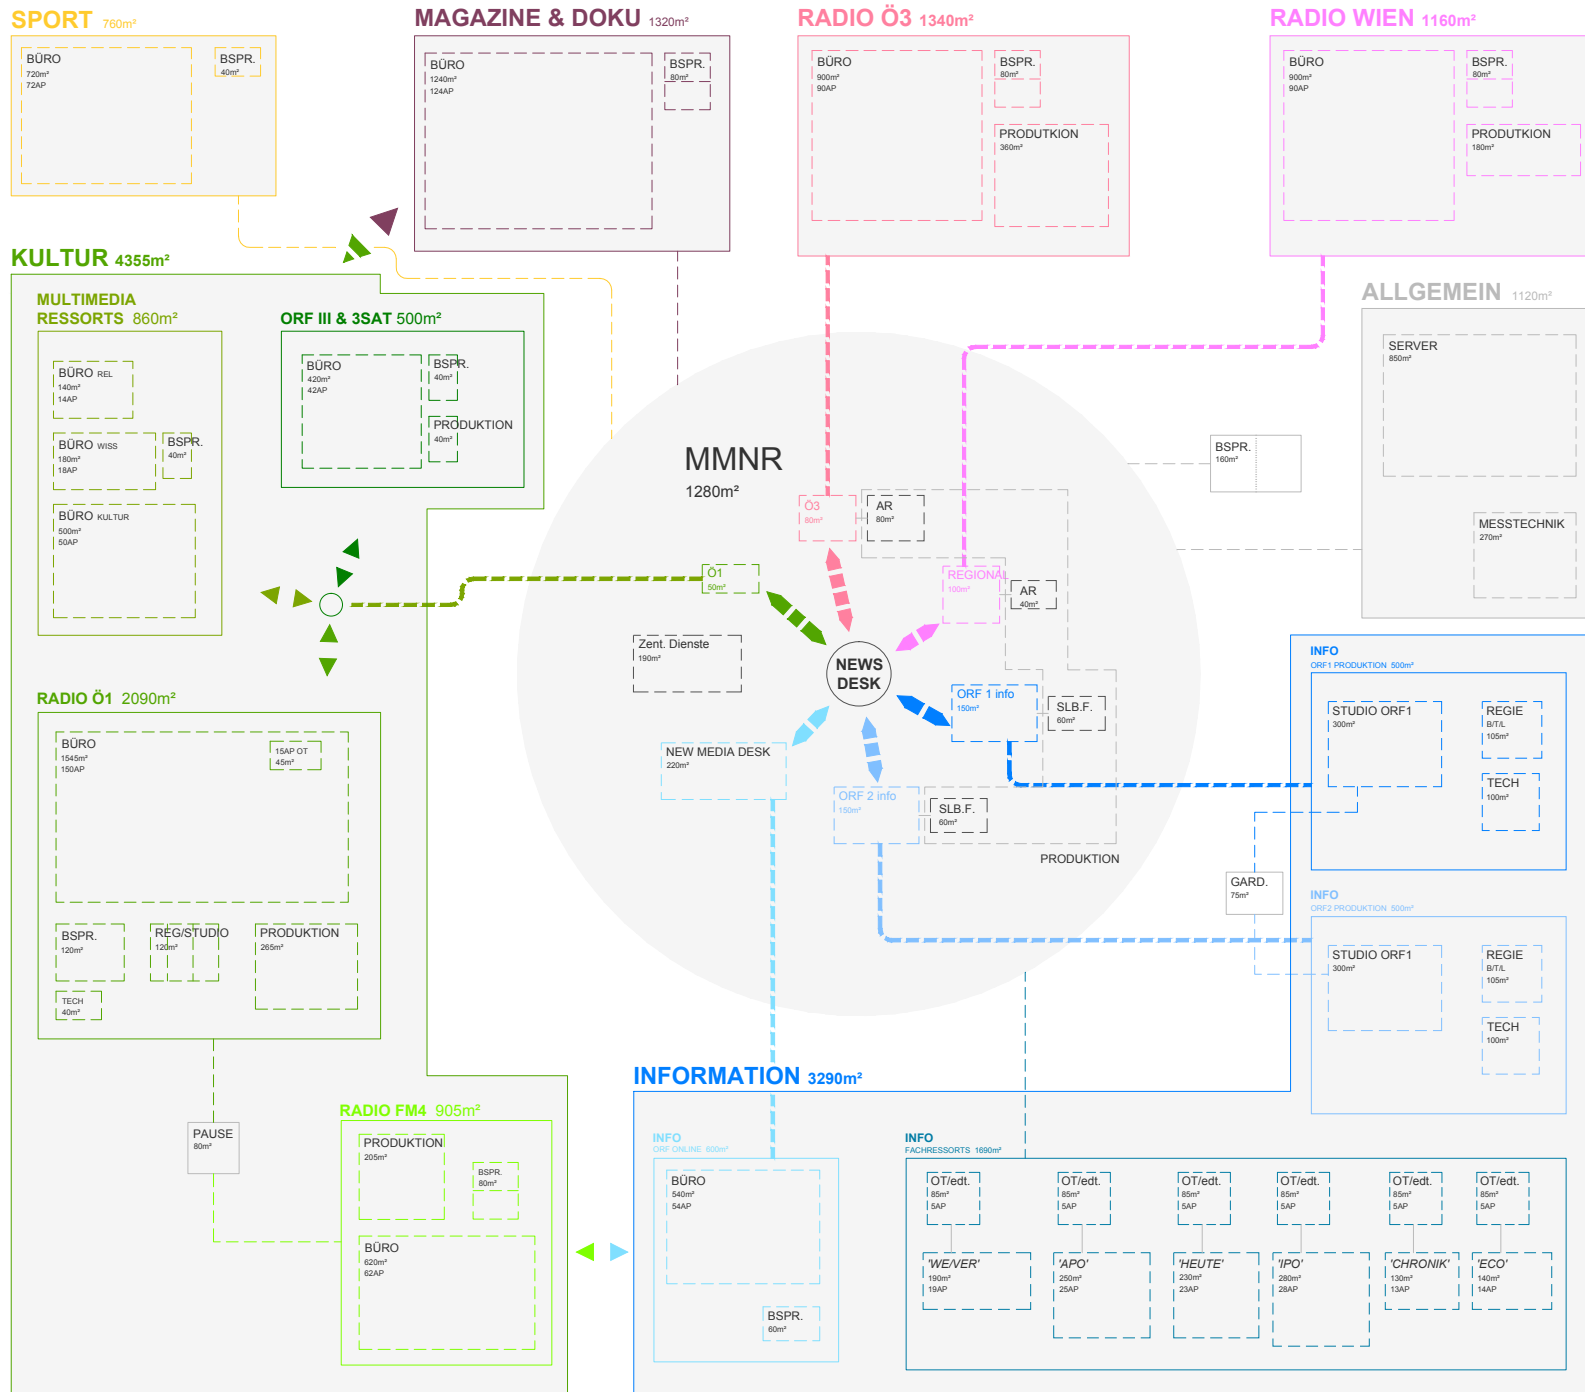 SPORT 760m²
BÜRO
720m²
72AP
BSPR.
40m²
MAGAZINE & DOKU 1320m²
BÜRO
1240m²
124AP
BSPR.
80m²
RADIO Ö3 1340m²
BÜRO
900m²
90AP
BSPR.
80m²
PRODUTKION
360m²
RADIO WIEN 1160m²
BÜRO
900m²
90AP
BSPR.
80m²
PRODUTKION
180m²
KULTUR 4355m²
MULTIMEDIA
RESSORTS 860m²
BÜRO REL
140m²
14AP
BÜRO WISS
180m²
18AP
BSPR.
40m²
BÜRO KULTUR
500m²
50AP
ORF III & 3SAT 500m²
BÜRO
420m²
42AP
BSPR.
40m²
PRODUKTION
40m²
RADIO Ö1 2090m²
BÜRO
1545m²
150AP
15AP OT
45m²
BSPR.
120m²
REG/STUDIO
120m²
PRODUKTION
265m²
TECH
40m²
PAUSE
80m²
RADIO FM4 905m²
PRODUKTION
205m²
BSPR.
80m²
BÜRO
620m²
62AP
MMNR
1280m²
Ö3
80m²
AR
80m²
Ö1
50m²
REGIONAL
100m²
AR
40m²
Zent. Dienste
190m²
NEWS
DESK
ORF 1 info
150m²
SLB.F.
60m²
NEW MEDIA DESK
220m²
ORF 2 info
150m²
SLB.F.
60m²
PRODUKTION
ALLGEMEIN 1120m²
SERVER
850m²
MESSTECHNIK
270m²
BSPR.
160m²
INFORMATION 3290m²
INFO
ORF1 PRODUKTION 500m²
STUDIO ORF1
300m²
REGIE
B/T/L
105m²
TECH
100m²
GARD.
75m²
INFO
ORF2 PRODUKTION 500m²
STUDIO ORF1
300m²
REGIE
B/T/L
105m²
TECH
100m²
INFO
ORF ONLINE 600m²
BÜRO
540m²
54AP
BSPR.
60m²
INFO
FACHRESSORTS 1690m²
OT/edt.
85m²
5AP
OT/edt.
85m²
5AP
OT/edt.
85m²
5AP
OT/edt.
85m²
5AP
OT/edt.
85m²
5AP
OT/edt.
85m²
5AP
'WE/VER'
190m²
19AP
'APO'
250m²
25AP
'HEUTE'
230m²
23AP
'IPO'
280m²
28AP
'CHRONIK'
130m²
13AP
'ECO'
140m²
14AP